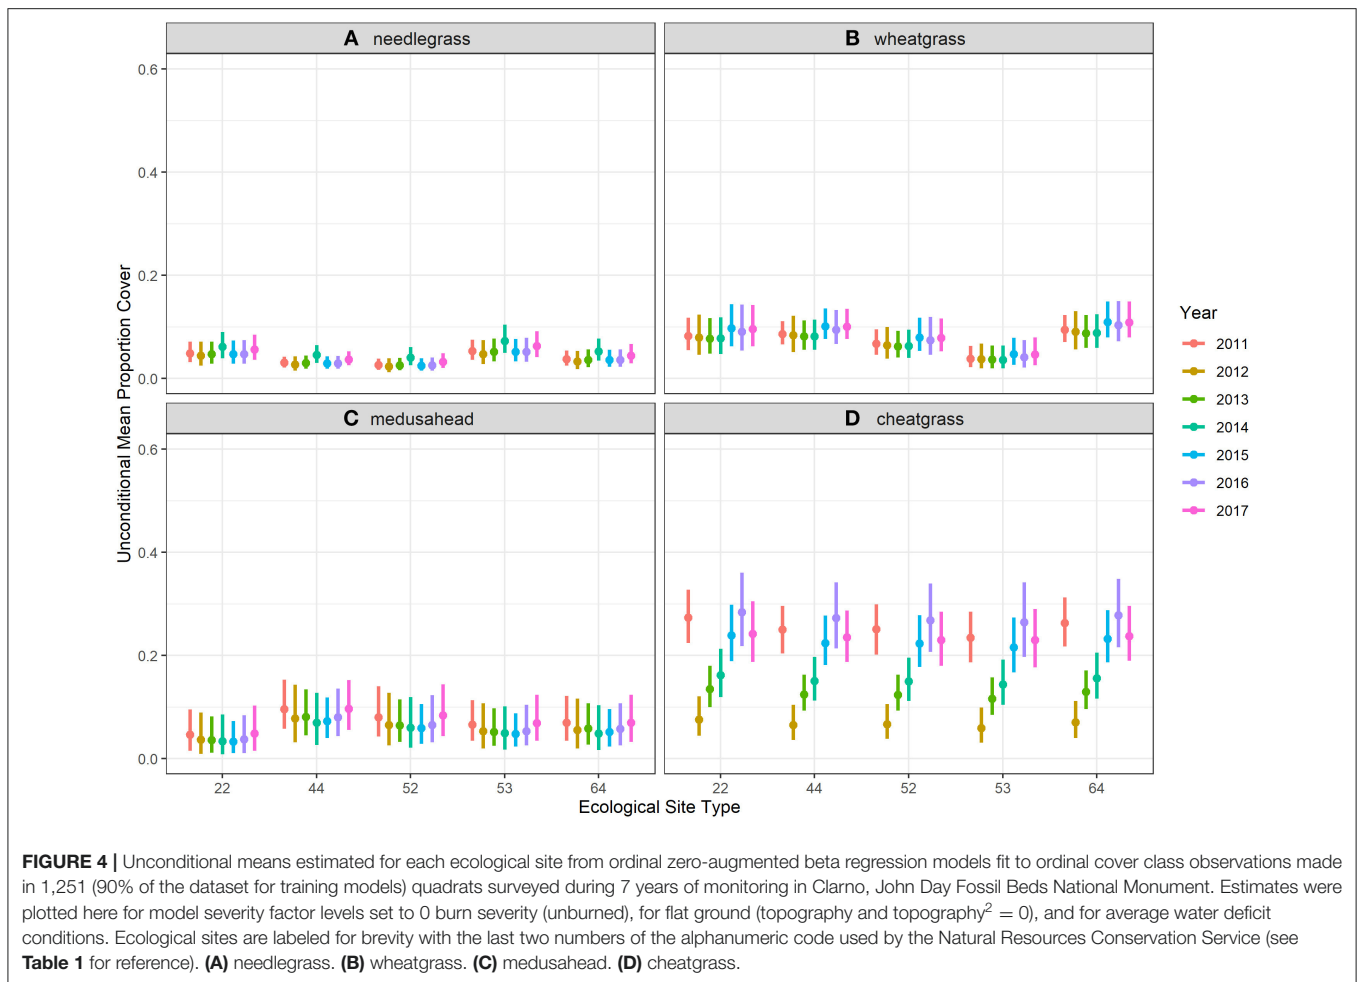 A needlegrass
B wheatgrass
0.6
0.4
0.2
0.0
Unconditional Mean Proportion Cover
C medusahead
D cheatgrass
0.6
0.4
0.2
0.0
22 44 52 53 64
22 44 52 53 64
Ecological Site Type
Year
2011
2012
2013
2014
2015
2016
2017
FIGURE 4 | Unconditional means estimated for each ecological site from ordinal zero-augmented beta regression models fit to ordinal cover class observations made
in 1,251 (90% of the dataset for training models) quadrats surveyed during 7 years of monitoring in Clarno, John Day Fossil Beds National Monument. Estimates were
plotted here for model severity factor levels set to 0 burn severity (unburned), for flat ground (topography and topography² = 0), and for average water deficit
conditions. Ecological sites are labeled for brevity with the last two numbers of the alphanumeric code used by the Natural Resources Conservation Service (see
Table 1 for reference). (A) needlegrass. (B) wheatgrass. (C) medusahead. (D) cheatgrass.